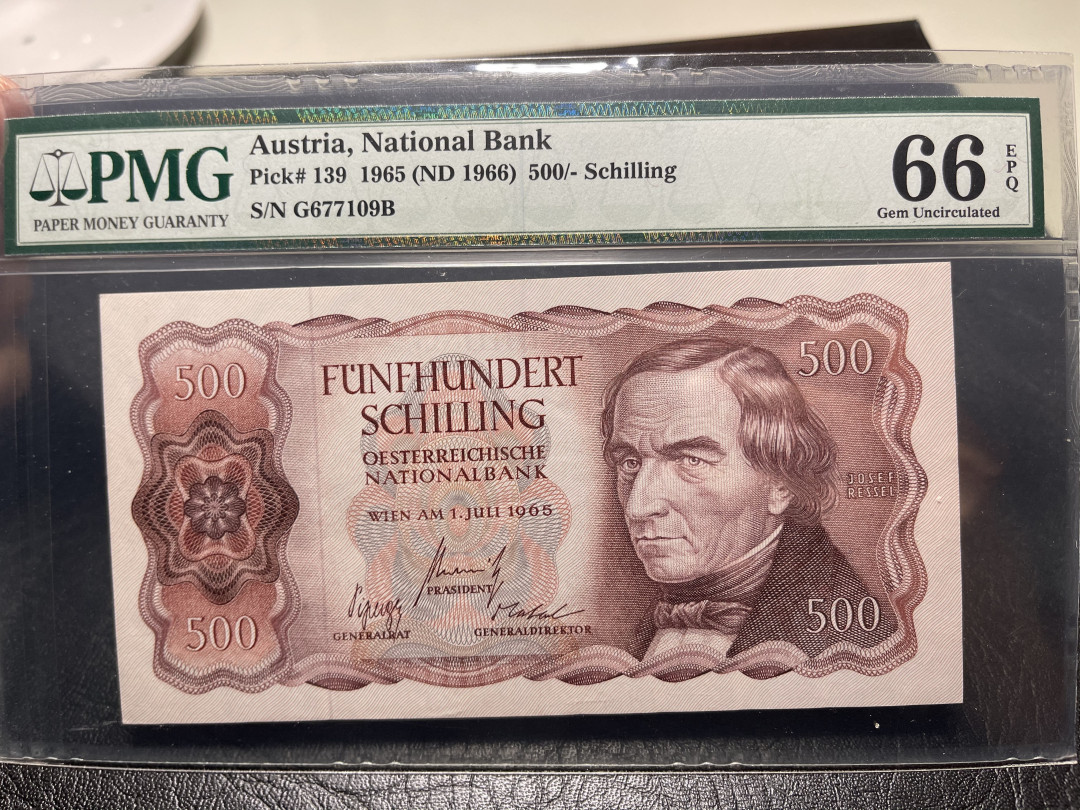 PMG
PAPER MONEY GUARANTY
Austria, National Bank
Pick# 139 1965 (ND 1966) 500/- Schilling
S/N G677109B
66
EPQ
Gem Uncirculated
500
500
FÜNFHUNDERT
SCHILLING
OESTERREICHISCHE
NATIONALBANK
WIEN AM 1. JULI 1965
JOSEF
RESSEL
PRÄSIDENT
GENERALRAT
GENERALDIREKTOR
500
500